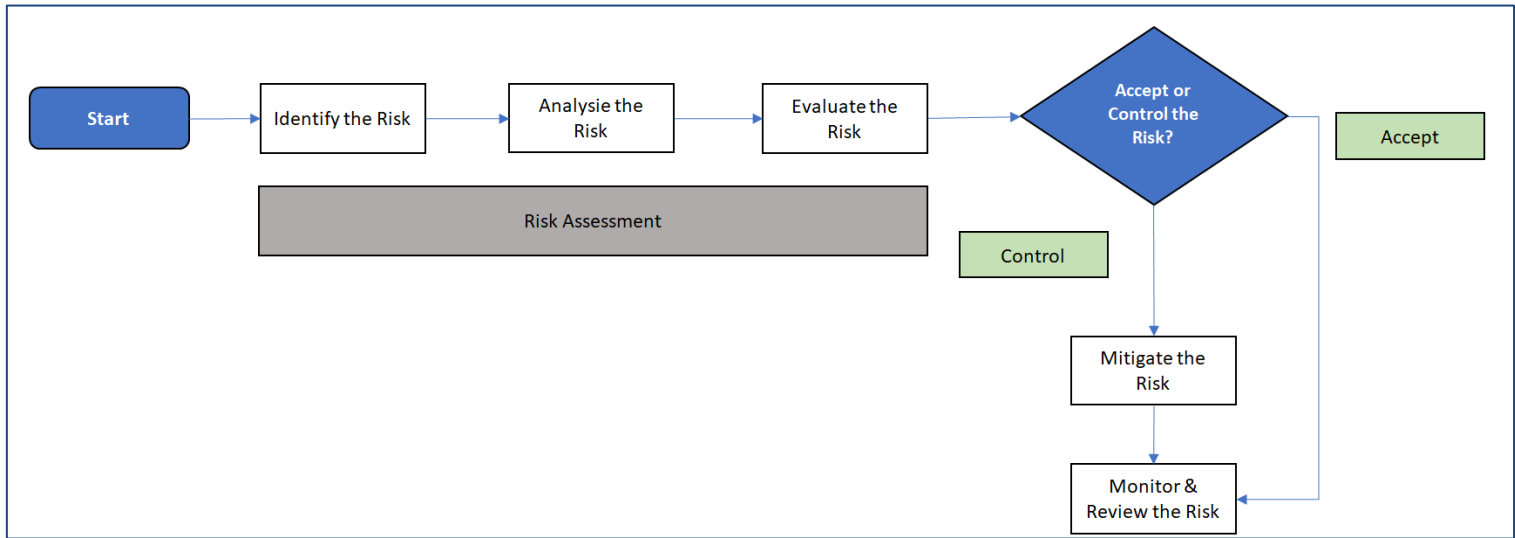 Start
Identify the Risk
Analysie the
Risk
Evaluate the
Risk
Accept or
Control the
Risk?
Accept
Risk Assessment
Control
Mitigate the
Risk
Monitor &
Review the Risk